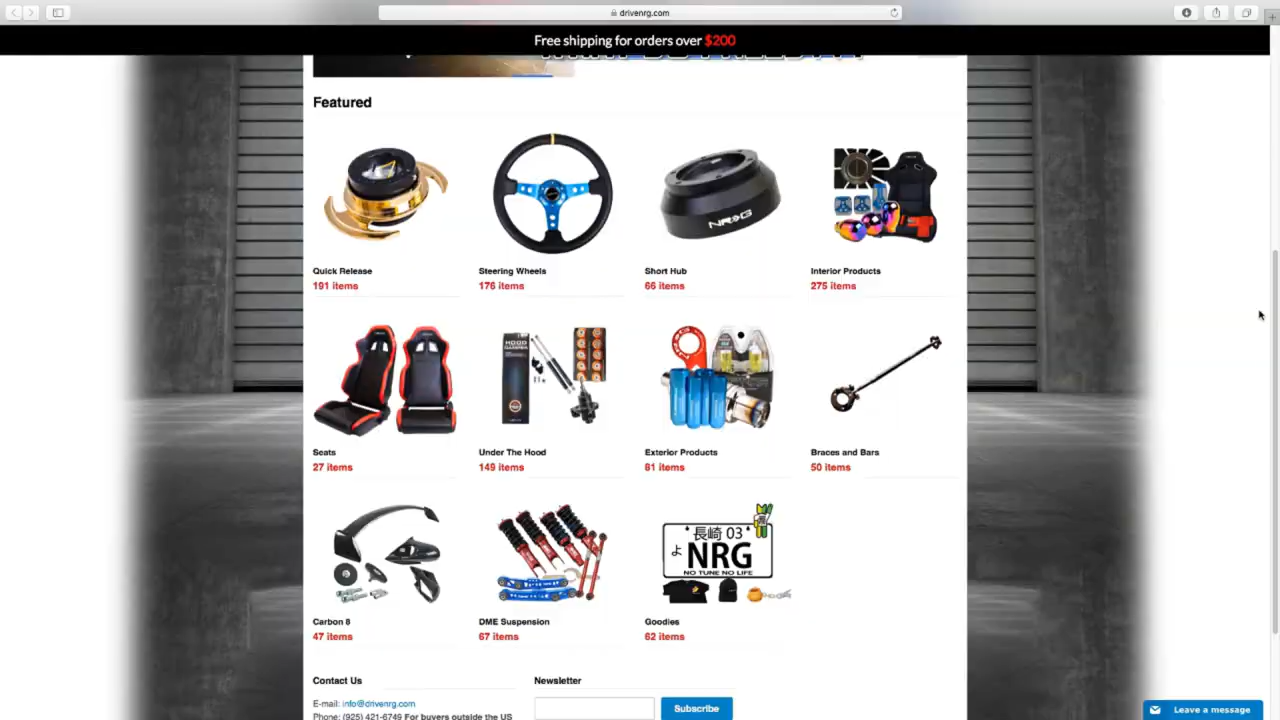 drivenrg.com
Free shipping for orders over $200
Featured
NRG
Quick Release
191 items
Steering Wheels
176 items
Short Hub
66 items
Interior Products
275 items
HOOD
DAMPER
Seats
27 items
Under The Hood
149 items
Exterior Products
81 items
Braces and Bars
50 items
長崎 03
よ NRG
NO TUNE NO LIFE
Carbon 8
47 items
DME Suspension
67 items
Goodies
62 items
Contact Us
Newsletter
E-mail: info@drivenrg.com
Subscribe
Phone: (925) 421-6749 For buyers outside the US
Leave a message